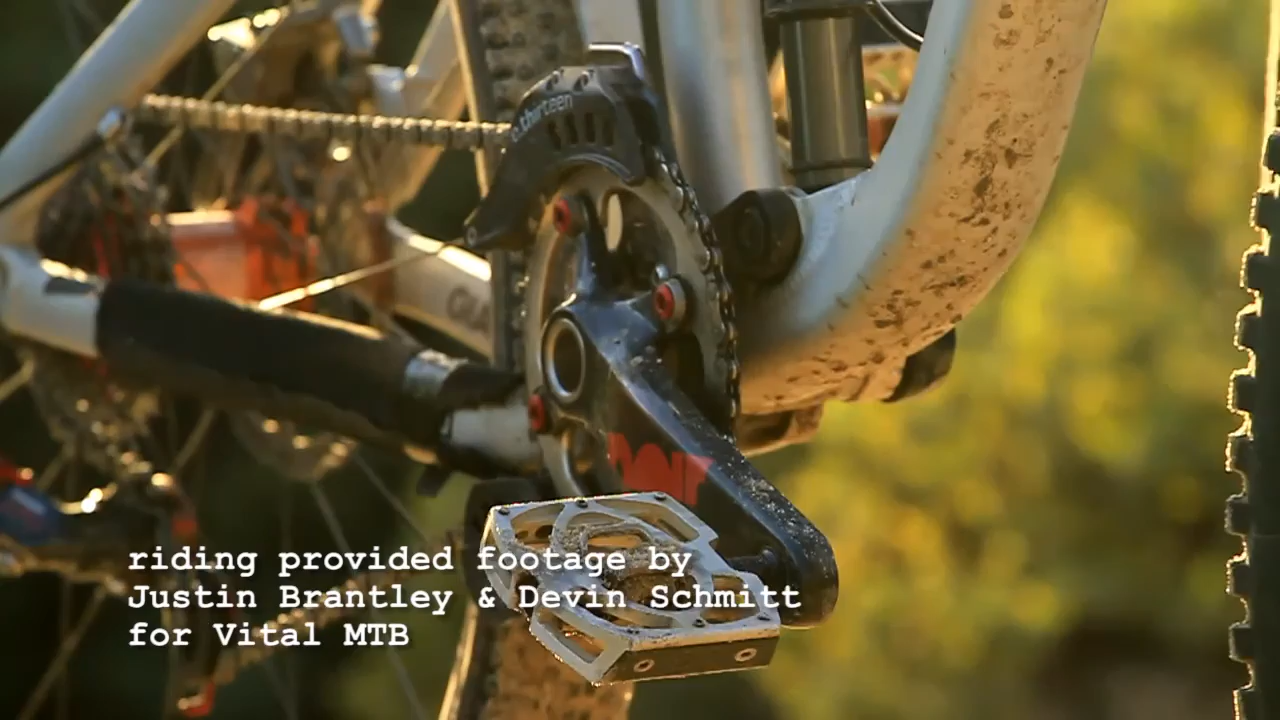 e.thirteen
riding provided footage by
Justin Brantley & Devin Schmitt
for Vital MTB